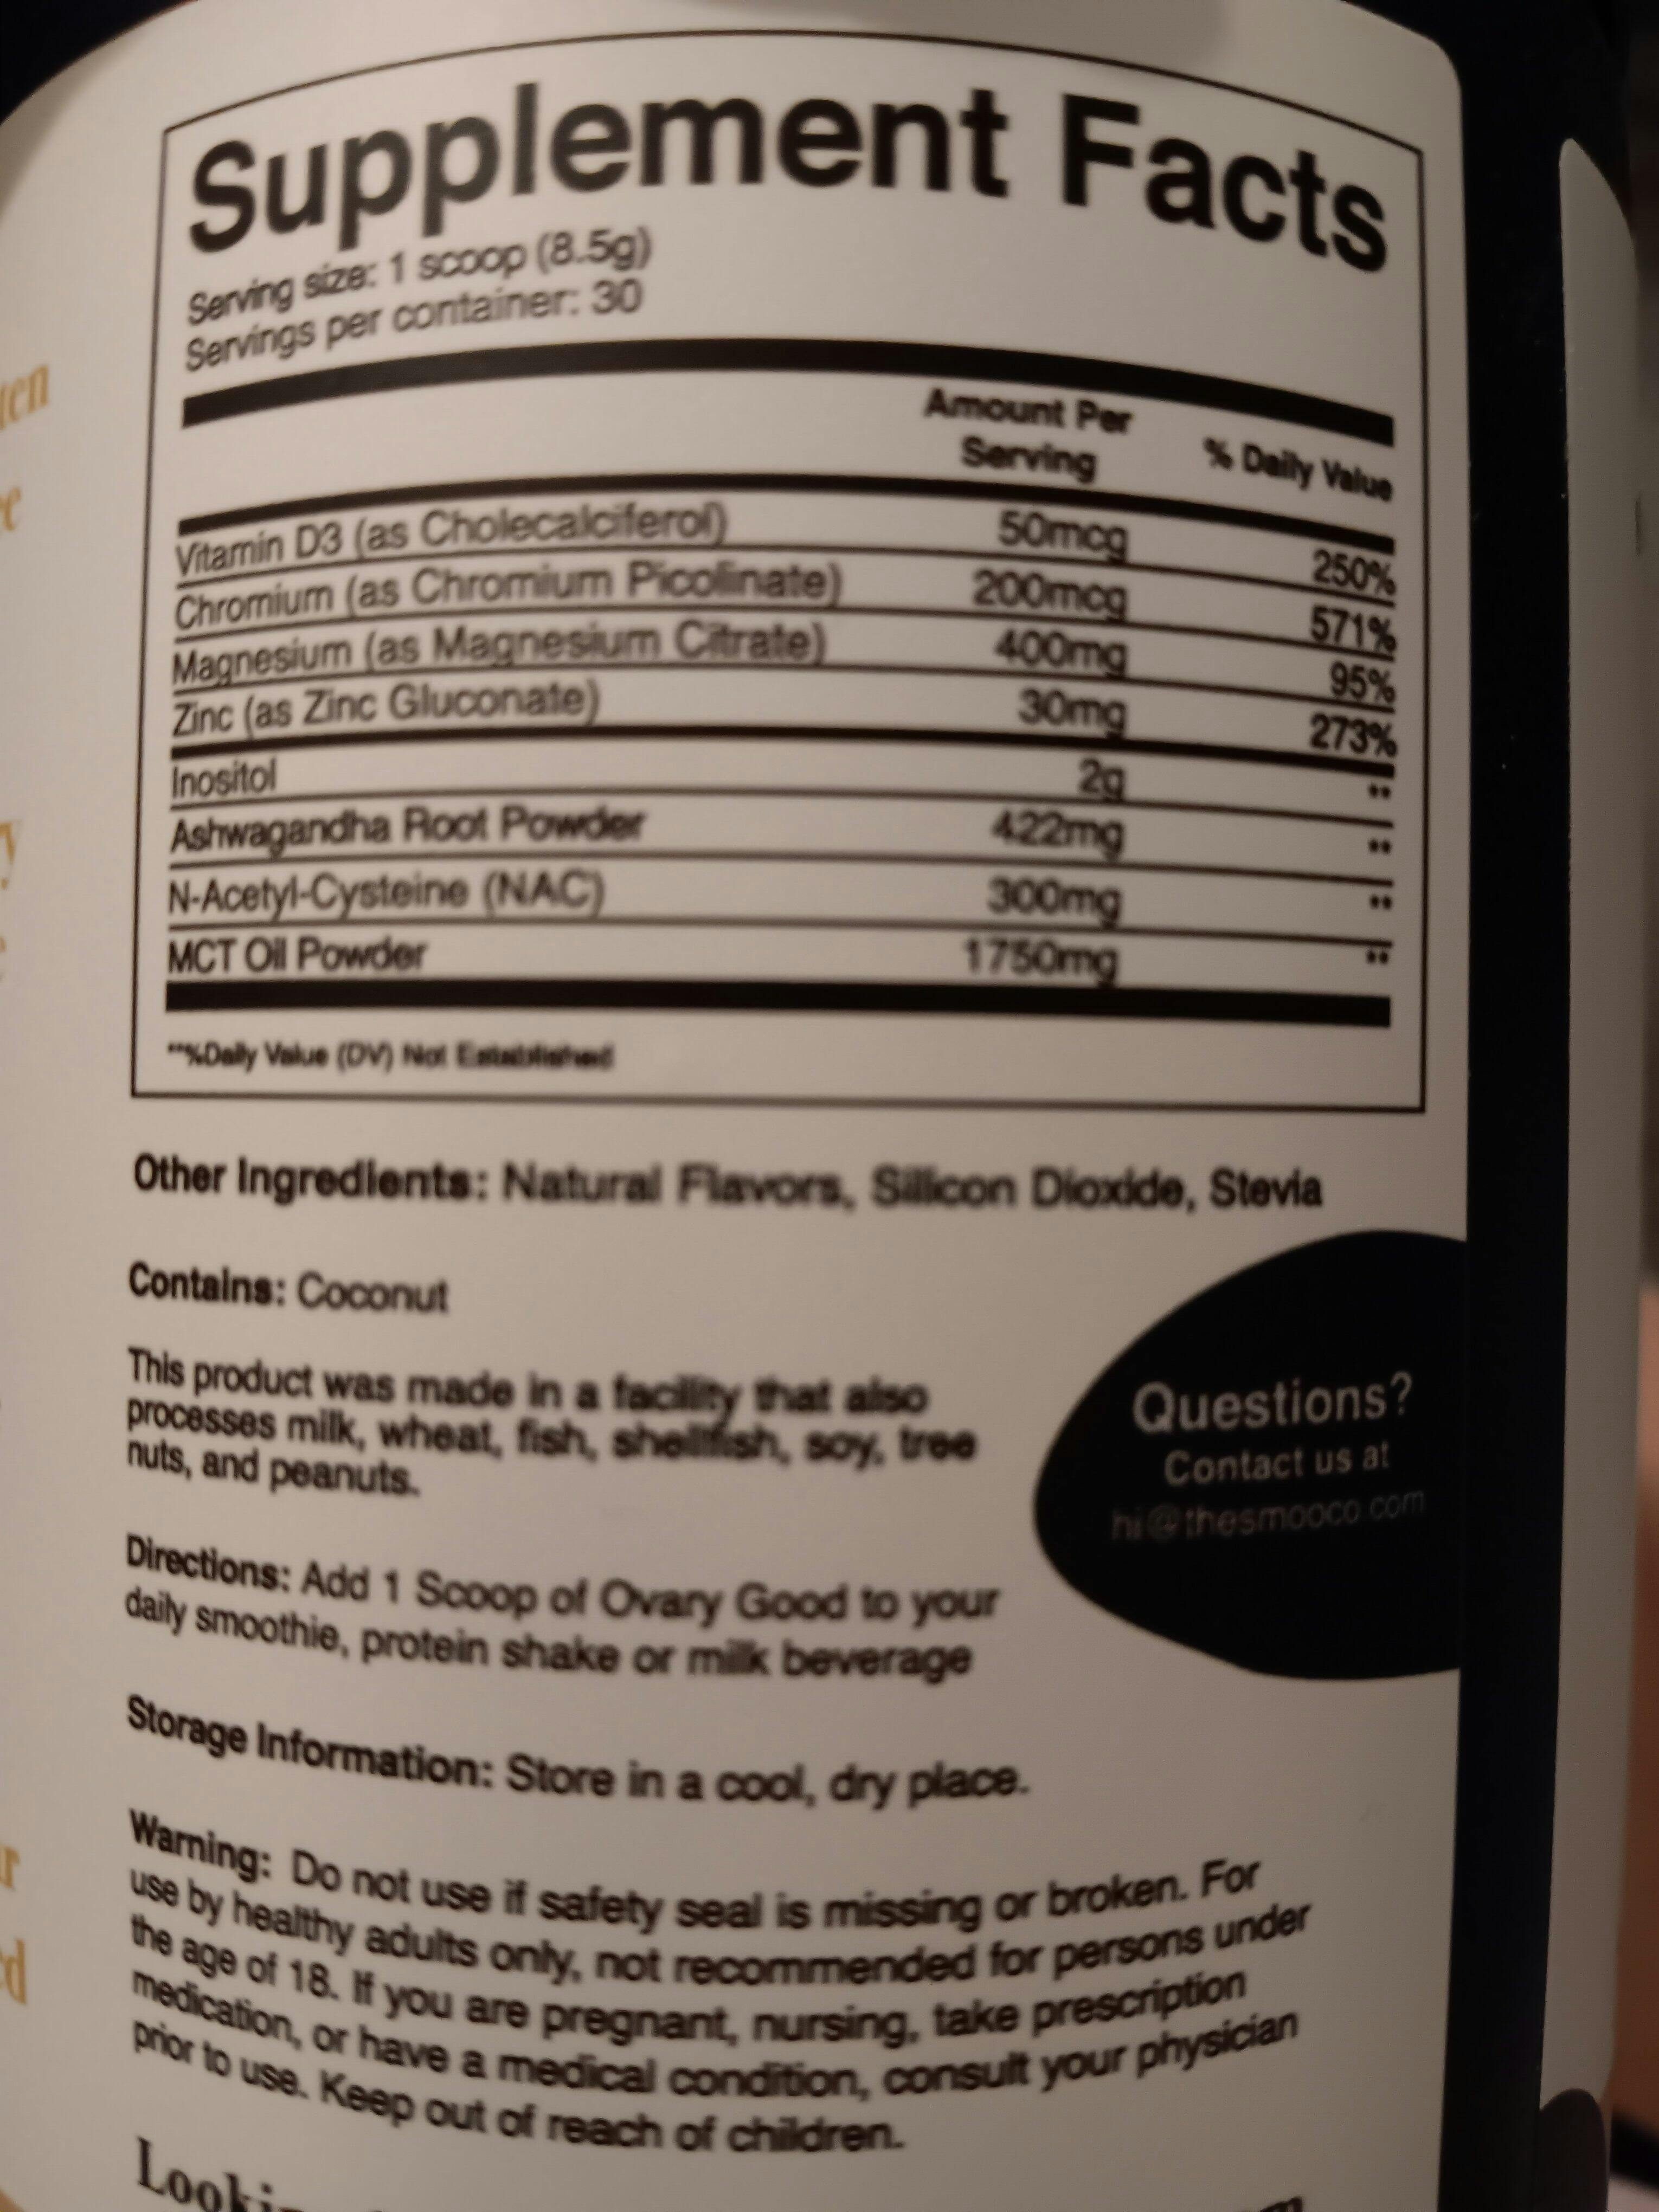 Supplement Facts
Serving size: 1 scoop (8.5g)
Servings per container: 30
Amount Per
Serving
% Daily Value
Vitamin D3 (as Cholecalciferol) 50mcg 250%
Chromium (as Chromium Picolinate) 200mcg 571%
Magnesium (as Magnesium Citrate) 400mg 95%
Zinc (as Zinc Gluconate) 30mg 273%
Inositol 2g **
Ashwagandha Root Powder 422mg **
N-Acetyl-Cysteine (NAC) 300mg **
MCT Oil Powder 1750mg **
**%Daily Value (DV) Not Established
Other Ingredients: Natural Flavors, Silicon Dioxide, Stevia
Contains: Coconut
This product was made in a facility that also
processes milk, wheat, fish, shellfish, soy, tree
nuts, and peanuts.
Questions?
Contact us at
hi@thesmooco.com
Directions: Add 1 Scoop of Ovary Good to your
daily smoothie, protein shake or milk beverage
Storage Information: Store in a cool, dry place.
Warning: Do not use if safety seal is missing or broken. For
use by healthy adults only, not recommended for persons under
the age of 18. If you are pregnant, nursing, take prescription
medication, or have a medical condition, consult your physician
prior to use. Keep out of reach of children.